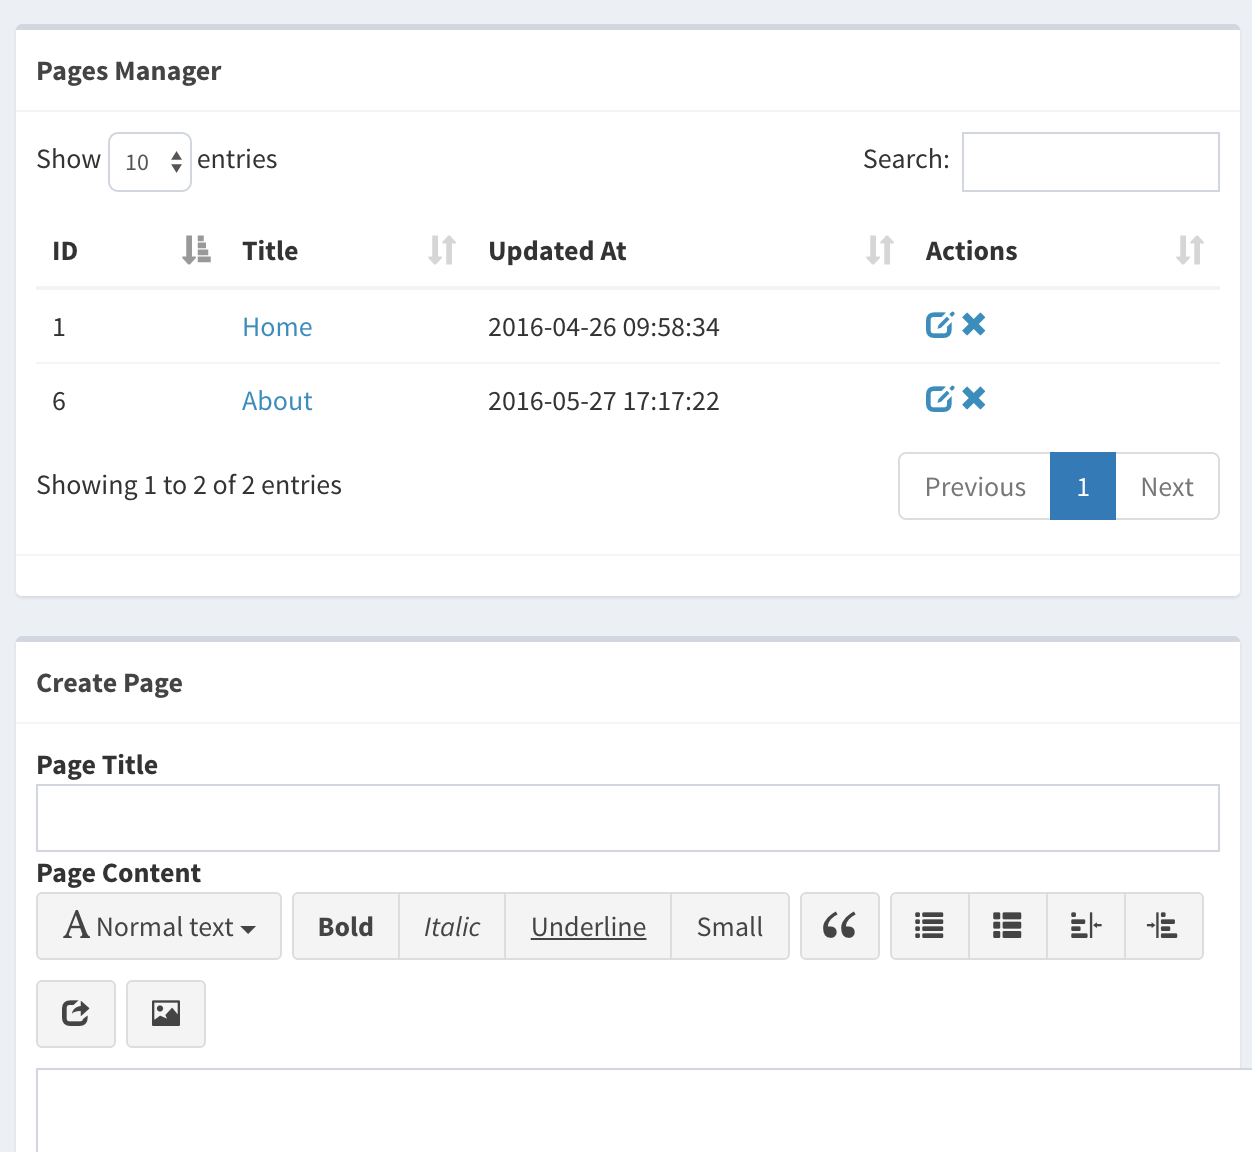 Pages Manager
Show 10 entries Search:
ID Title Updated At Actions
1 Home 2016-04-26 09:58:34
6 About 2016-05-27 17:17:22
Showing 1 to 2 of 2 entries Previous 1 Next
Create Page
Page Title
Page Content
A Normal text Bold Italic Underline Small